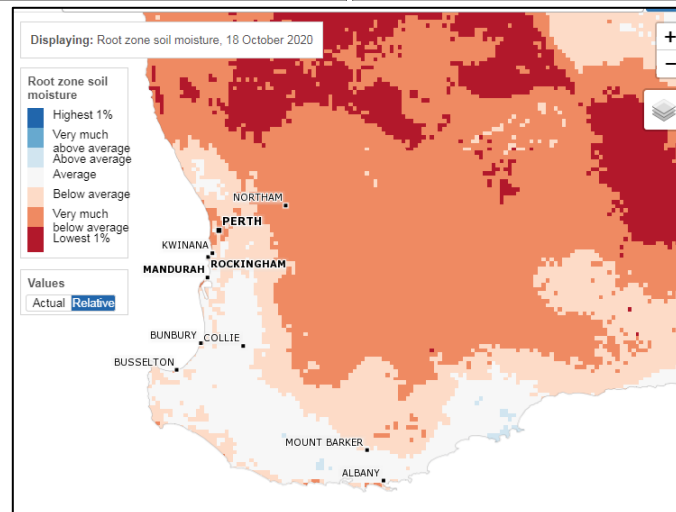 Displaying: Root zone soil moisture, 18 October 2020
+
−
Root zone soil
moisture
Highest 1%
Very much
above average
Above average
Average
Below average
Very much
below average
Lowest 1%
Values
Actual Relative
NORTHAM
PERTH
KWINANA
ROCKINGHAM
MANDURAH
BUNBURY
COLLIE
BUSSELTON
MOUNT BARKER
ALBANY